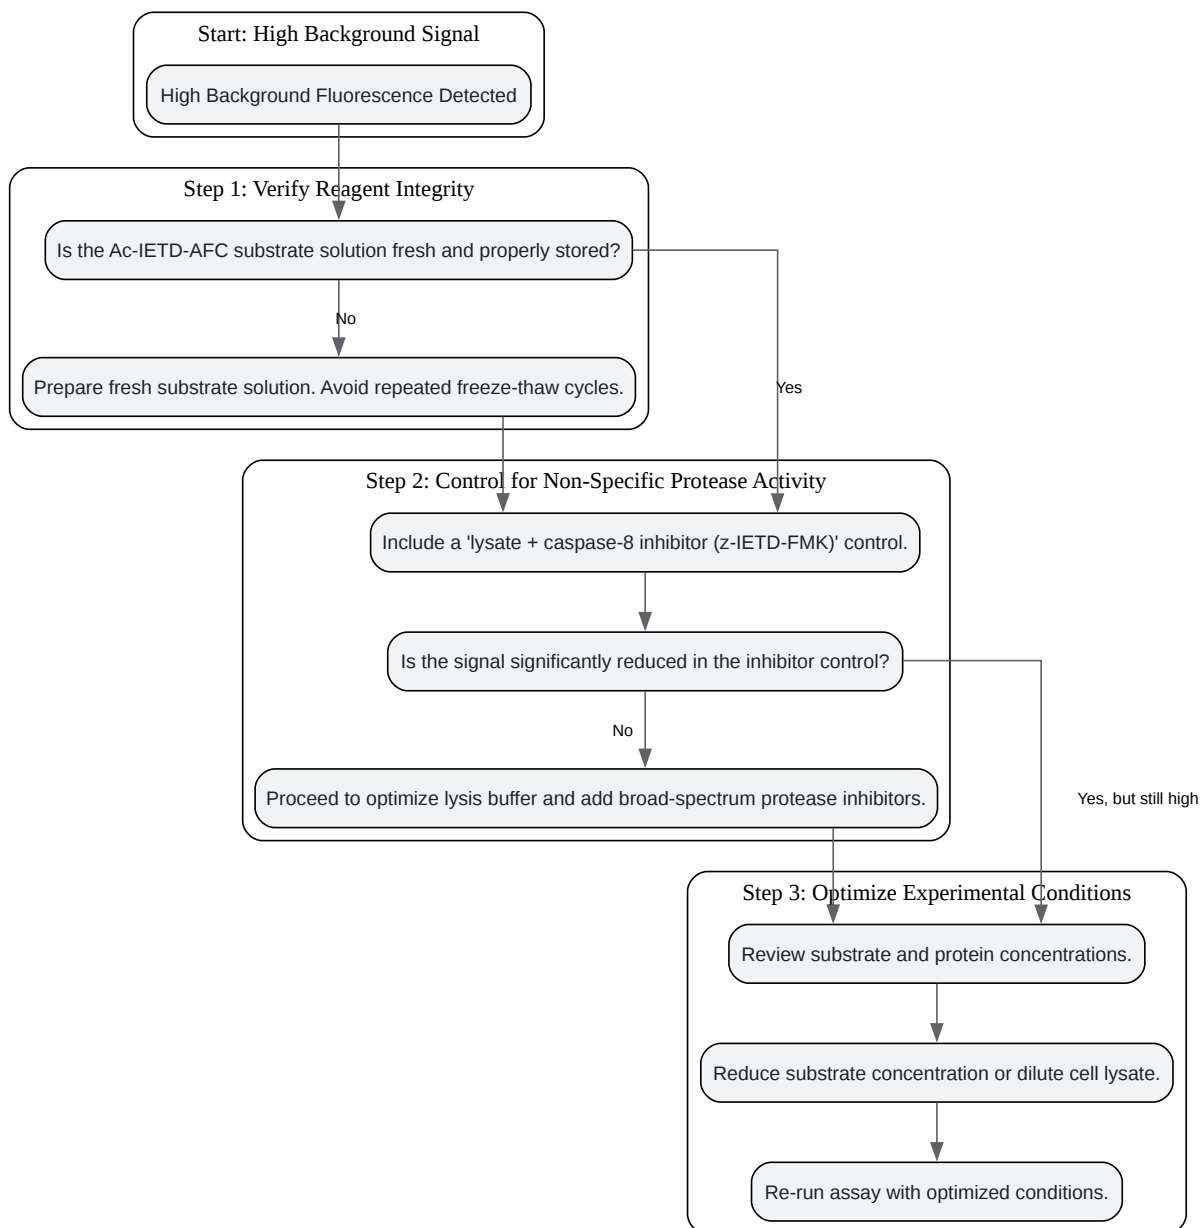 Start: High Background Signal
High Background Fluorescence Detected
Step 1: Verify Reagent Integrity
Is the Ac-IETD-AFC substrate solution fresh and properly stored?
No
Prepare fresh substrate solution. Avoid repeated freeze-thaw cycles.
Yes
Step 2: Control for Non-Specific Protease Activity
Include a 'lysate + caspase-8 inhibitor (z-IETD-FMK)' control.
Is the signal significantly reduced in the inhibitor control?
No
Proceed to optimize lysis buffer and add broad-spectrum protease inhibitors.
Yes, but still high
Step 3: Optimize Experimental Conditions
Review substrate and protein concentrations.
Reduce substrate concentration or dilute cell lysate.
Re-run assay with optimized conditions.